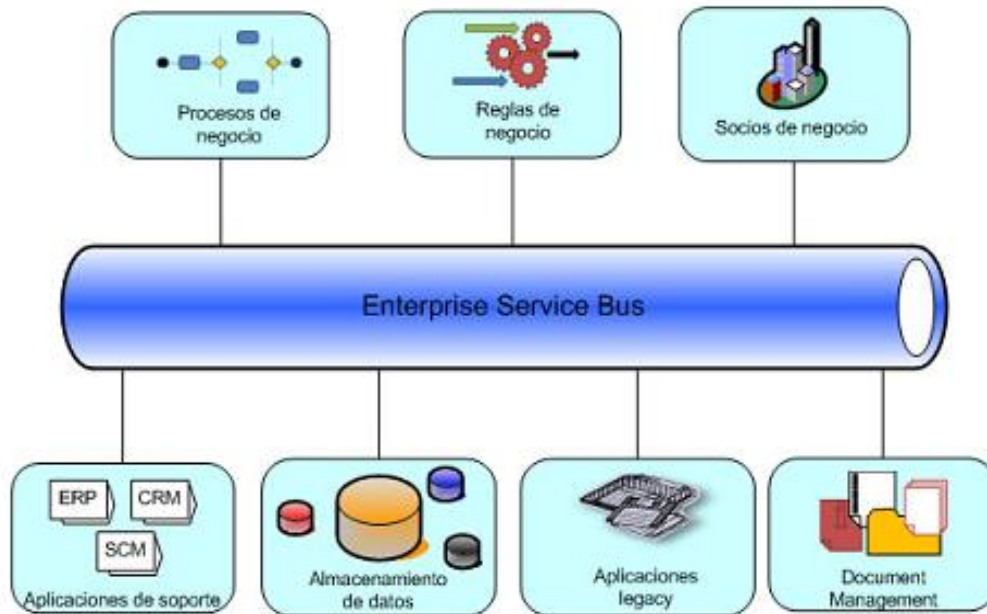 Procesos de
negocio
Reglas de
negocio
Socios de negocio
Enterprise Service Bus
ERP
CRM
SCM
Aplicaciones de soporte
Almacenamiento
de datos
Aplicaciones
legacy
Document
Management